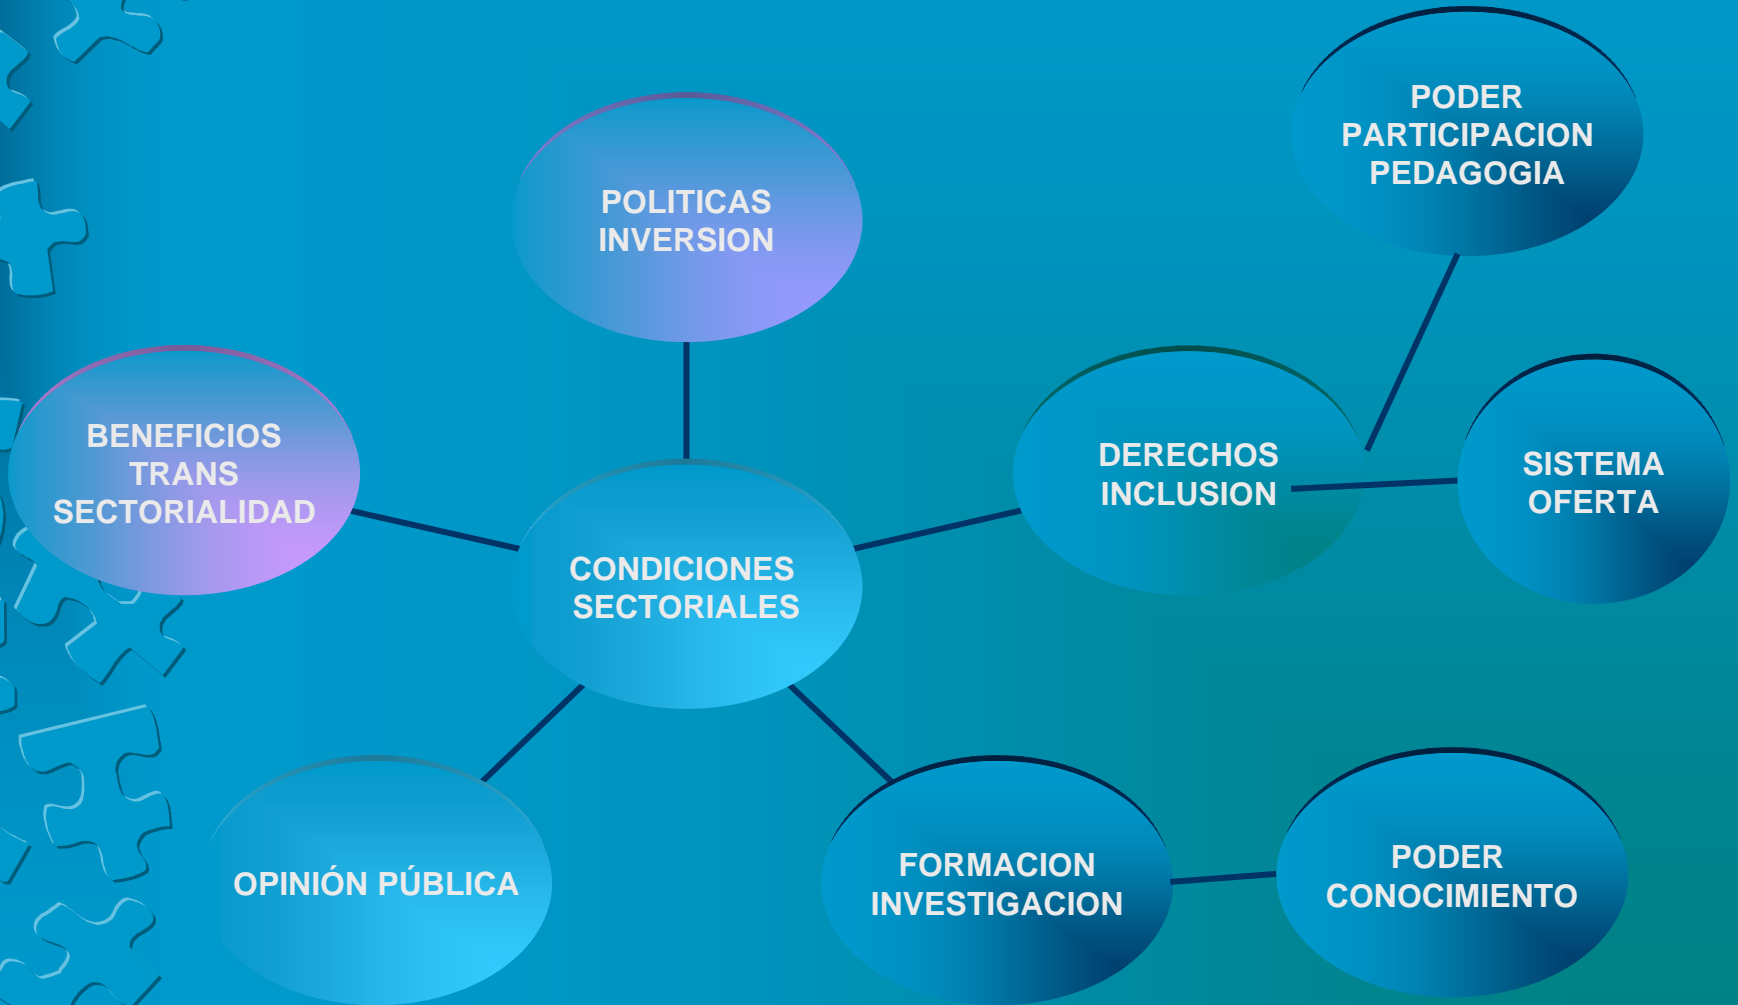 PODER
PARTICIPACION
PEDAGOGIA
POLITICAS
INVERSION
BENEFICIOS
TRANS
SECTORIALIDAD
DERECHOS
INCLUSION
SISTEMA
OFERTA
CONDICIONES
SECTORIALES
OPINIÓN PÚBLICA
FORMACION
INVESTIGACION
PODER
CONOCIMIENTO